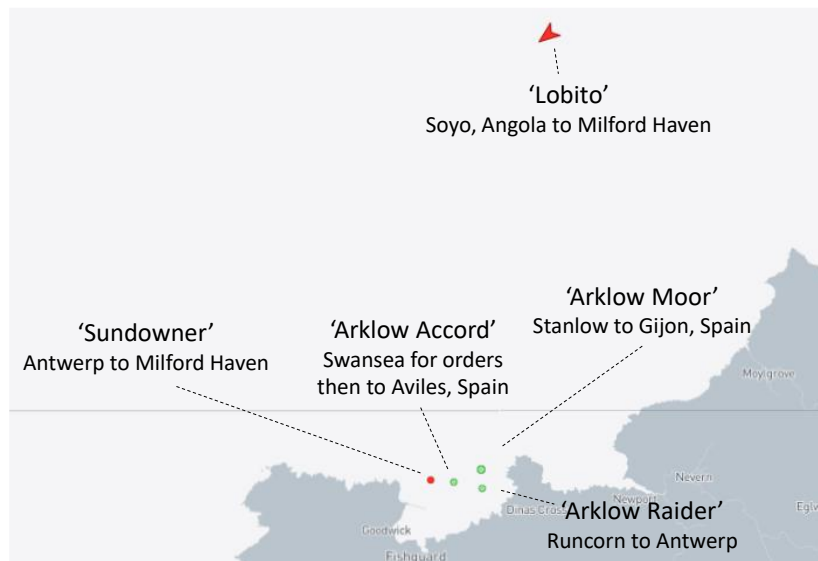 ‘Lobito’
Soyo, Angola to Milford Haven
‘Arklow Moor’
Stanlow to Gijon, Spain
‘Sundowner’
Antwerp to Milford Haven
‘Arklow Accord’
Swansea for orders
then to Aviles, Spain
Moylgrove
Nevern
Newport
Eglw
Dinas Cross
‘Arklow Raider’
Runcorn to Antwerp
Goodwick
Fishguard